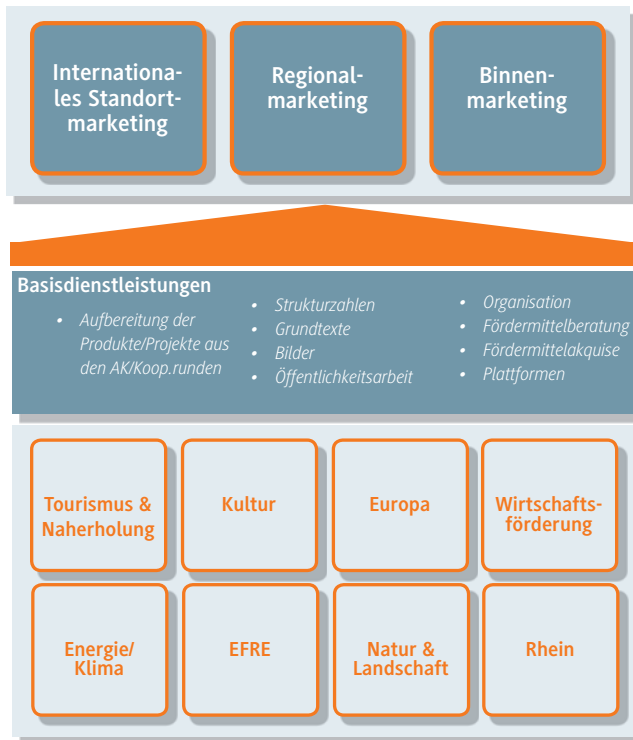 Internationa-
les Standort-
marketing
Regional-
marketing
Binnen-
marketing
Basisdienstleistungen
• Aufbereitung der
Produkte/Projekte aus
den AK/Koop.runden
• Strukturzahlen
• Grundtexte
• Bilder
• Öffentlichkeitsarbeit
• Organisation
• Fördermittelberatung
• Fördermittelakquise
• Plattformen
Tourismus &
Naherholung
Kultur
Europa
Wirtschafts-
förderung
Energie/
Klima
EFRE
Natur &
Landschaft
Rhein